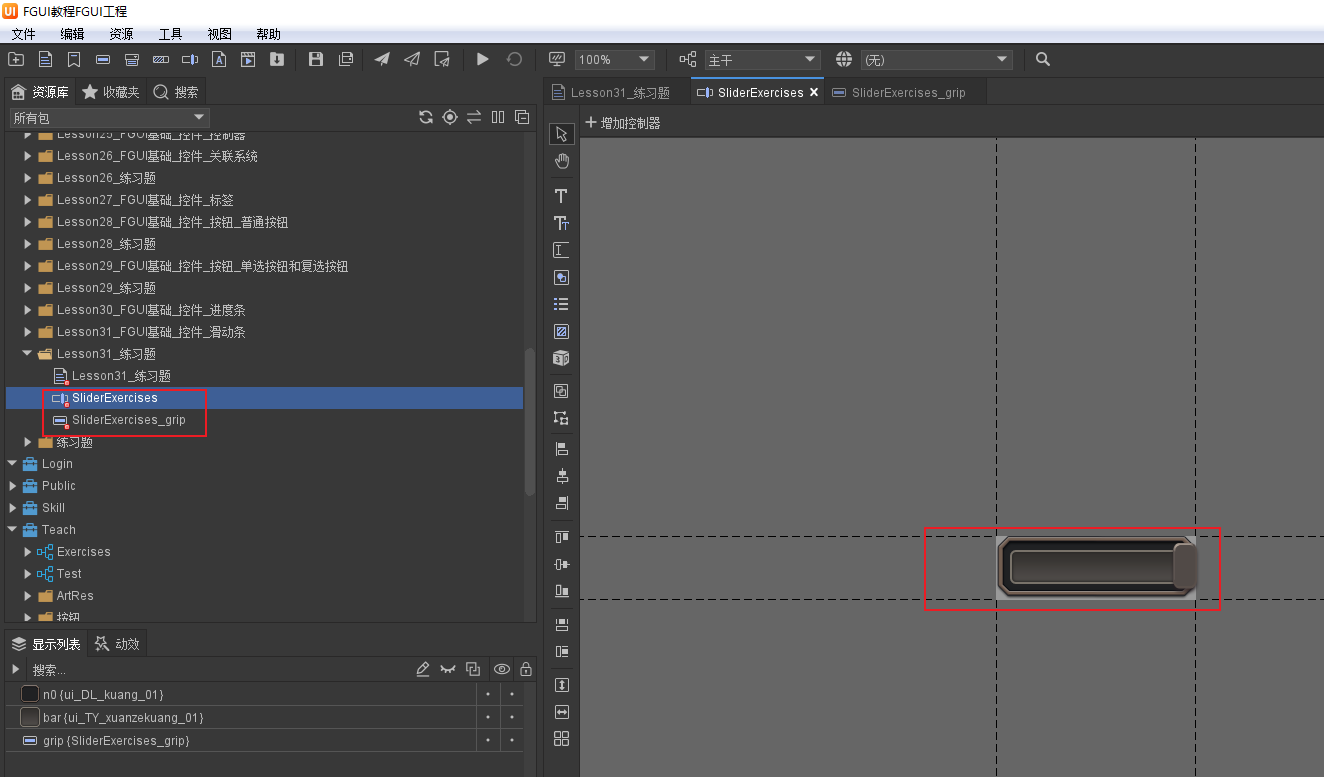 FGUI教程FGUI工程
文件 编辑 资源 工具 视图 帮助
100% 主干 (无)
资源库 收藏夹 搜索
Lesson31_练习题 SliderExercises SliderExercises_grip
所有包
增加控制器
Lesson25_FGUI基础_控件_控制器
Lesson26_FGUI基础_控件_关联系统
Lesson26_练习题
Lesson27_FGUI基础_控件_标签
Lesson28_FGUI基础_控件_按钮_普通按钮
Lesson28_练习题
Lesson29_FGUI基础_控件_按钮_单选按钮和复选按钮
Lesson29_练习题
Lesson30_FGUI基础_控件_进度条
Lesson31_FGUI基础_控件_滑动条
Lesson31_练习题
Lesson31_练习题
SliderExercises
SliderExercises_grip
练习题
Login
Public
Skill
Teach
Exercises
Test
ArtRes
按钮
显示列表 动效
搜索...
n0 {ui_DL_kuang_01}
bar {ui_TY_xuanzekuang_01}
grip {SliderExercises_grip}